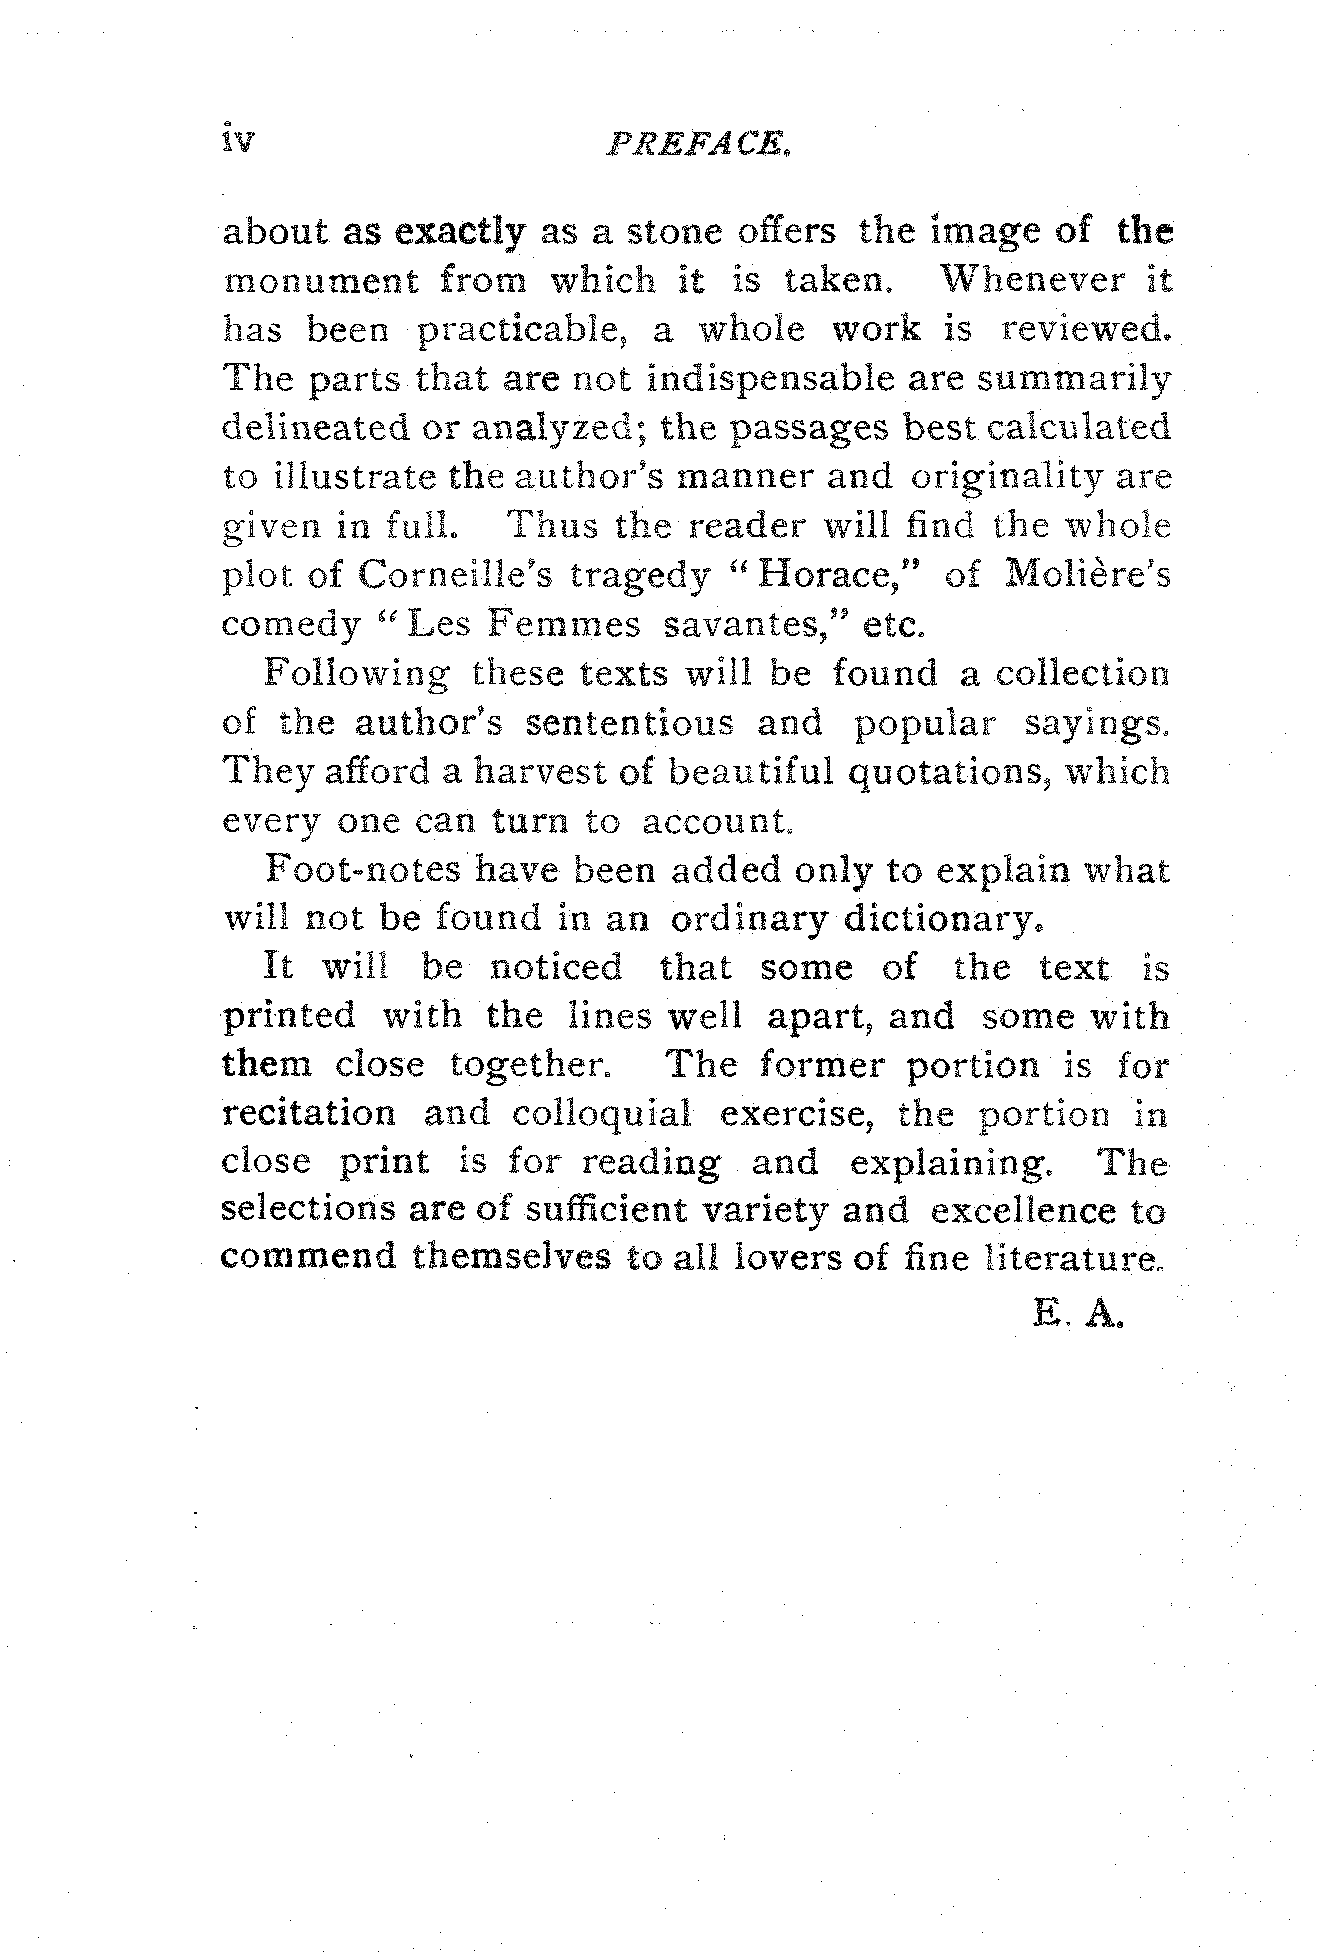 iv PREFACE.
about as exactly as a stone offers the image of the
monument from which it is taken. Whenever it
has been practicable, a whole work is reviewed.
The parts that are not indispensable are summarily
delineated or analyzed; the passages best calculated
to illustrate the author's manner and originality are
given in full. Thus the reader will find the whole
plot of Corneille's tragedy “Horace,” of Molière's
comedy “Les Femmes savantes,” etc.
Following these texts will be found a collection
of the author's sententious and popular sayings.
They afford a harvest of beautiful quotations, which
every one can turn to account.
Foot-notes have been added only to explain what
will not be found in an ordinary dictionary.
It will be noticed that some of the text is
printed with the lines well apart, and some with
them close together. The former portion is for
recitation and colloquial exercise, the portion in
close print is for reading and explaining. The
selections are of sufficient variety and excellence to
commend themselves to all lovers of fine literature.
E. A.